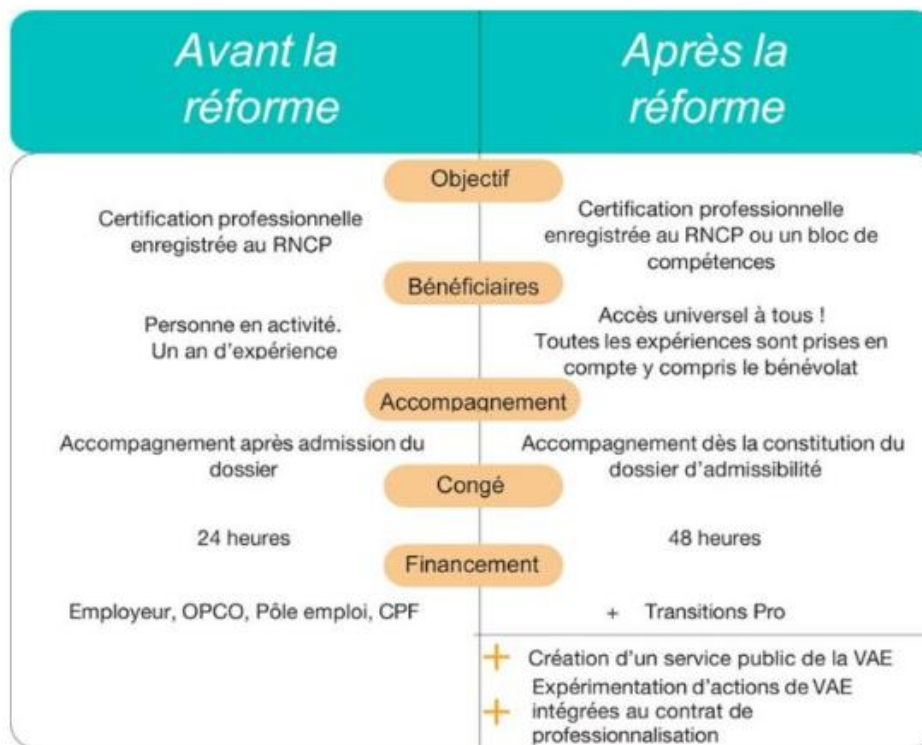 Avant la
réforme
Après la
réforme
Objectif
Certification professionnelle
enregistrée au RNCP
Certification professionnelle
enregistrée au RNCP ou un bloc de
compétences
Bénéficiaires
Personne en activité.
Un an d'expérience
Accès universel à tous !
Toutes les expériences sont prises en
compte y compris le bénévolat
Accompagnement
Accompagnement après admission du
dossier
Accompagnement dès la constitution du
dossier d'admissibilité
Congé
24 heures
48 heures
Financement
Employeur, OPCO, Pôle emploi, CPF
+ Transitions Pro
+ Création d'un service public de la VAE
+ Expérimentation d'actions de VAE
intégrées au contrat de
professionnalisation